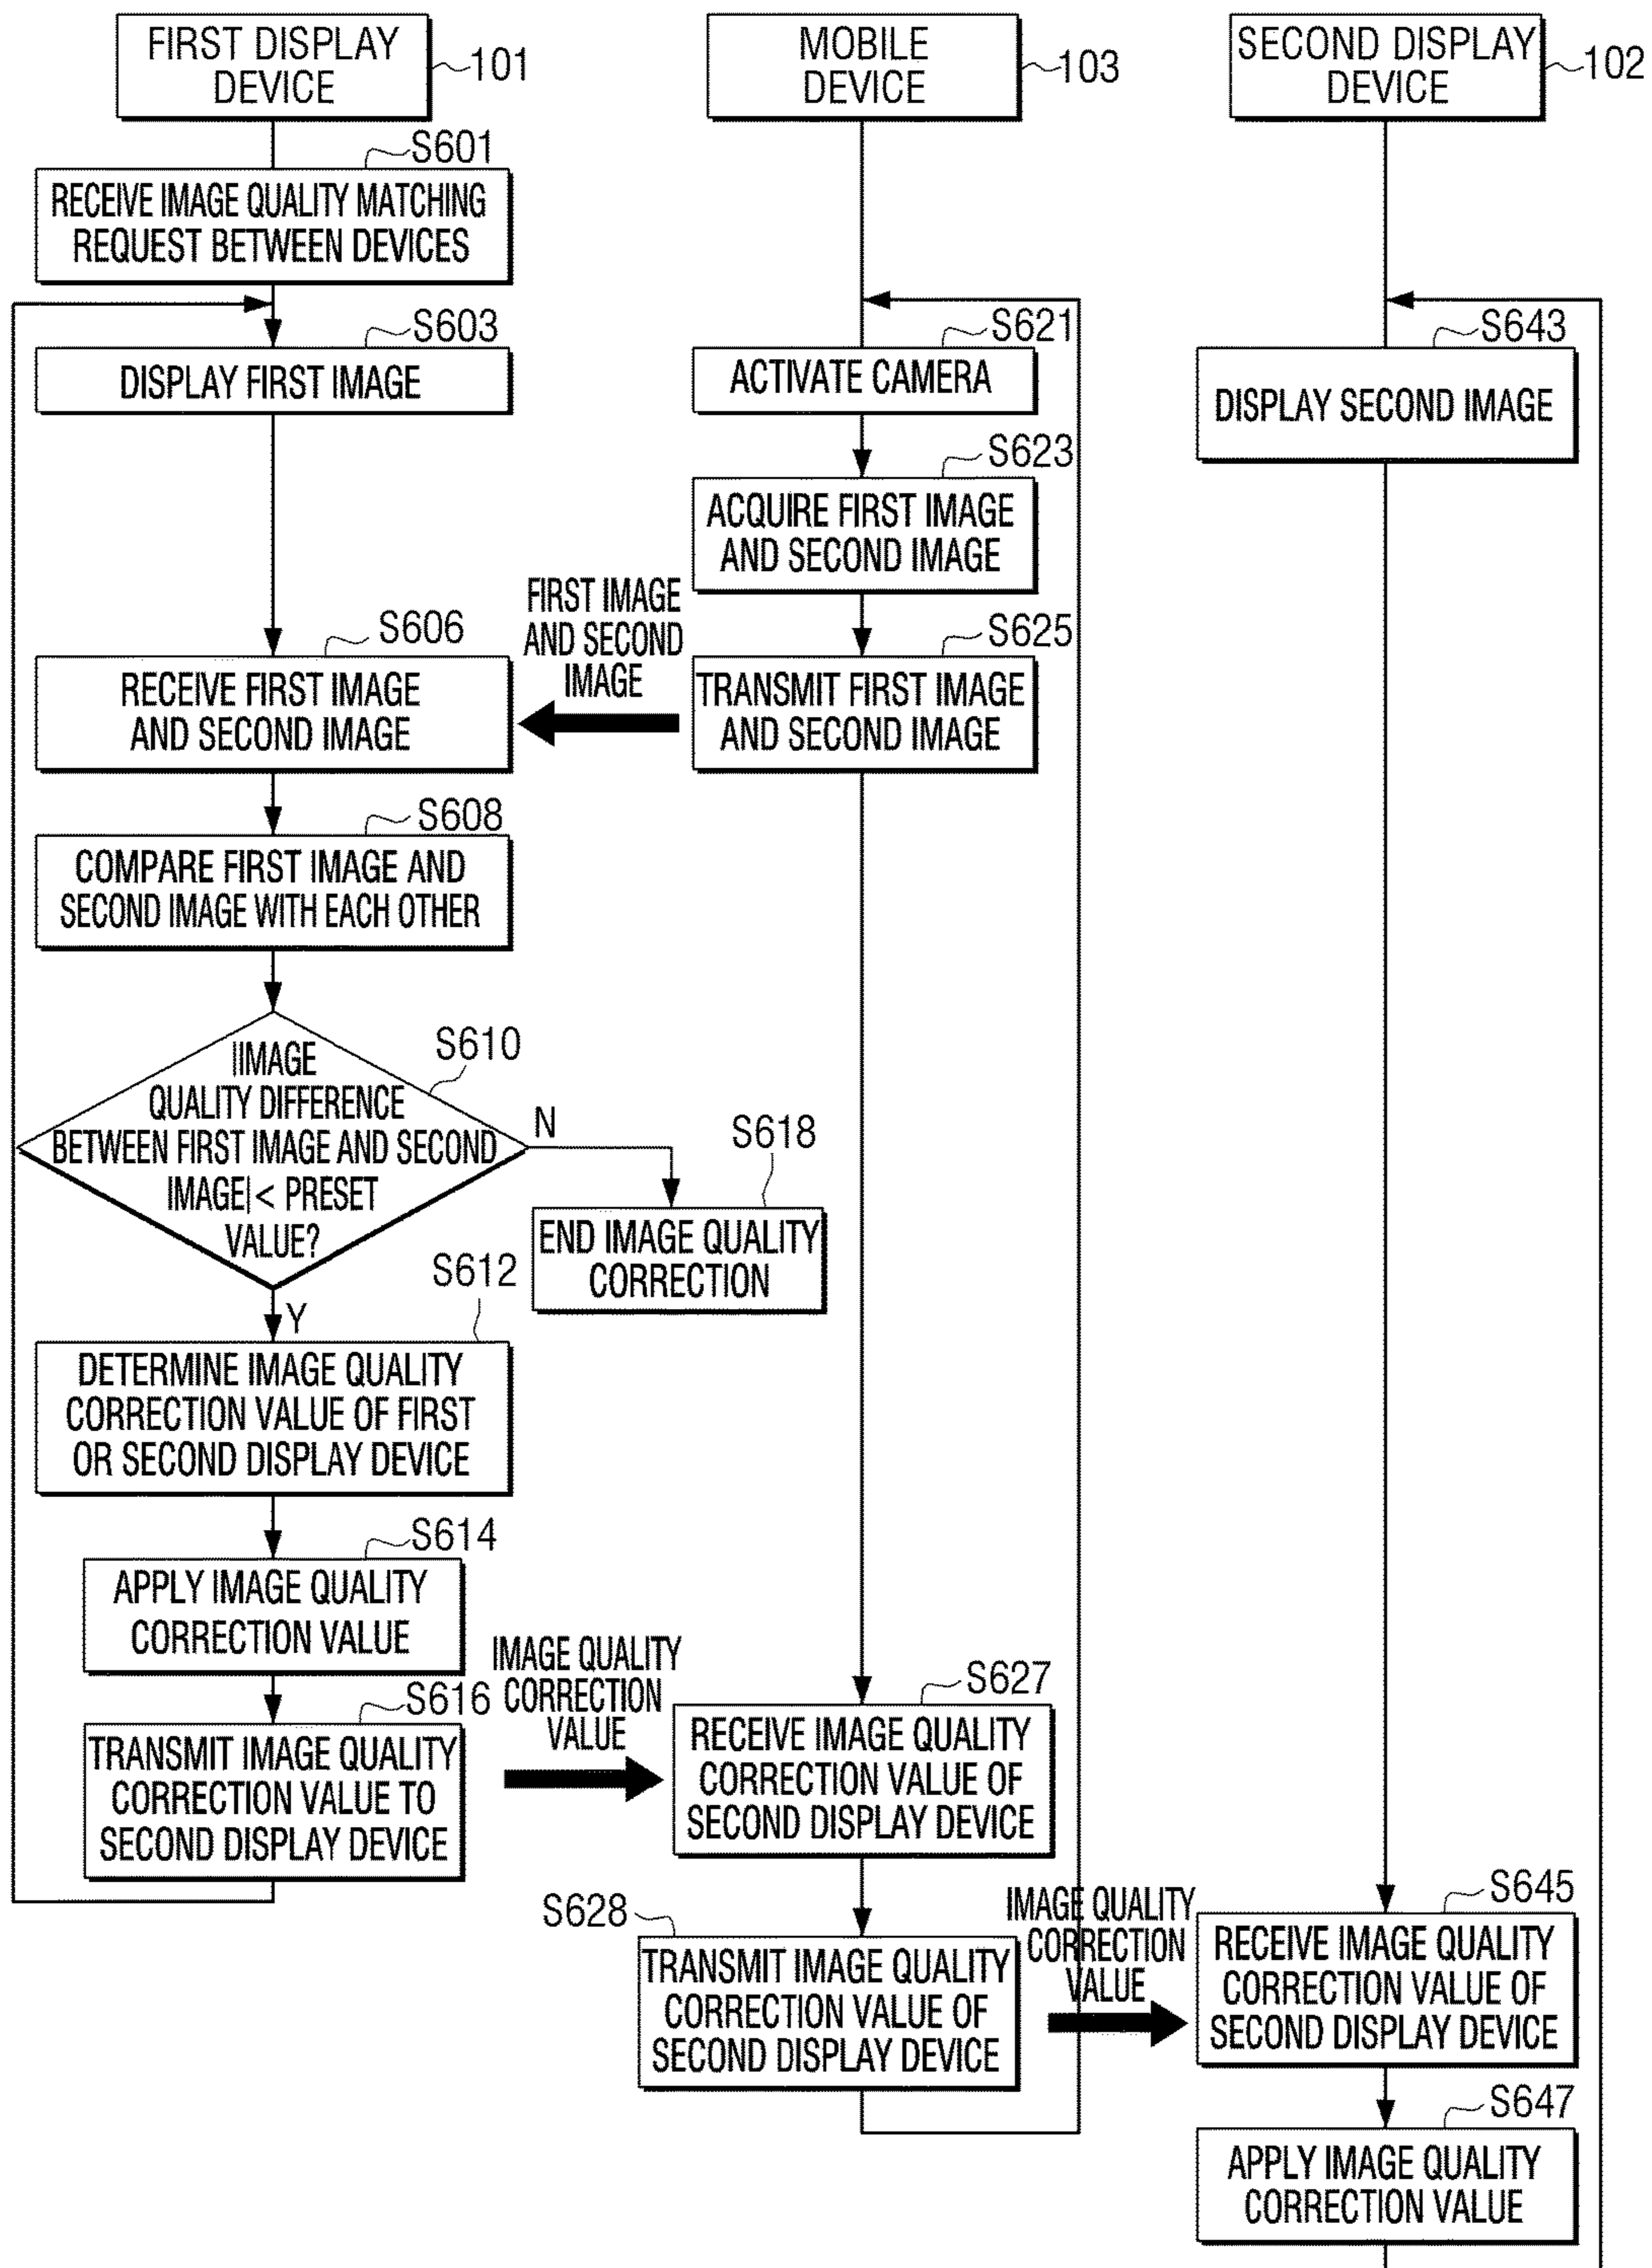 FIRST DISPLAY
DEVICE
101
MOBILE
DEVICE
103
SECOND DISPLAY
DEVICE
102
S601
RECEIVE IMAGE QUALITY MATCHING
REQUEST BETWEEN DEVICES
S603
DISPLAY FIRST IMAGE
S621
ACTIVATE CAMERA
S643
DISPLAY SECOND IMAGE
S623
ACQUIRE FIRST IMAGE
AND SECOND IMAGE
FIRST IMAGE
AND SECOND
IMAGE
S606
RECEIVE FIRST IMAGE
AND SECOND IMAGE
S625
TRANSMIT FIRST IMAGE
AND SECOND IMAGE
S608
COMPARE FIRST IMAGE AND
SECOND IMAGE WITH EACH OTHER
S610
|IMAGE
QUALITY DIFFERENCE
BETWEEN FIRST IMAGE AND SECOND
IMAGE| < PRESET
VALUE?
N
S618
END IMAGE QUALITY
CORRECTION
Y
S612
DETERMINE IMAGE QUALITY
CORRECTION VALUE OF FIRST
OR SECOND DISPLAY DEVICE
S614
APPLY IMAGE QUALITY
CORRECTION VALUE
S616
TRANSMIT IMAGE QUALITY
CORRECTION VALUE TO
SECOND DISPLAY DEVICE
IMAGE QUALITY
CORRECTION
VALUE
S627
RECEIVE IMAGE QUALITY
CORRECTION VALUE OF
SECOND DISPLAY DEVICE
S628
TRANSMIT IMAGE QUALITY
CORRECTION VALUE OF
SECOND DISPLAY DEVICE
IMAGE QUALITY
CORRECTION
VALUE
S645
RECEIVE IMAGE QUALITY
CORRECTION VALUE OF
SECOND DISPLAY DEVICE
S647
APPLY IMAGE QUALITY
CORRECTION VALUE